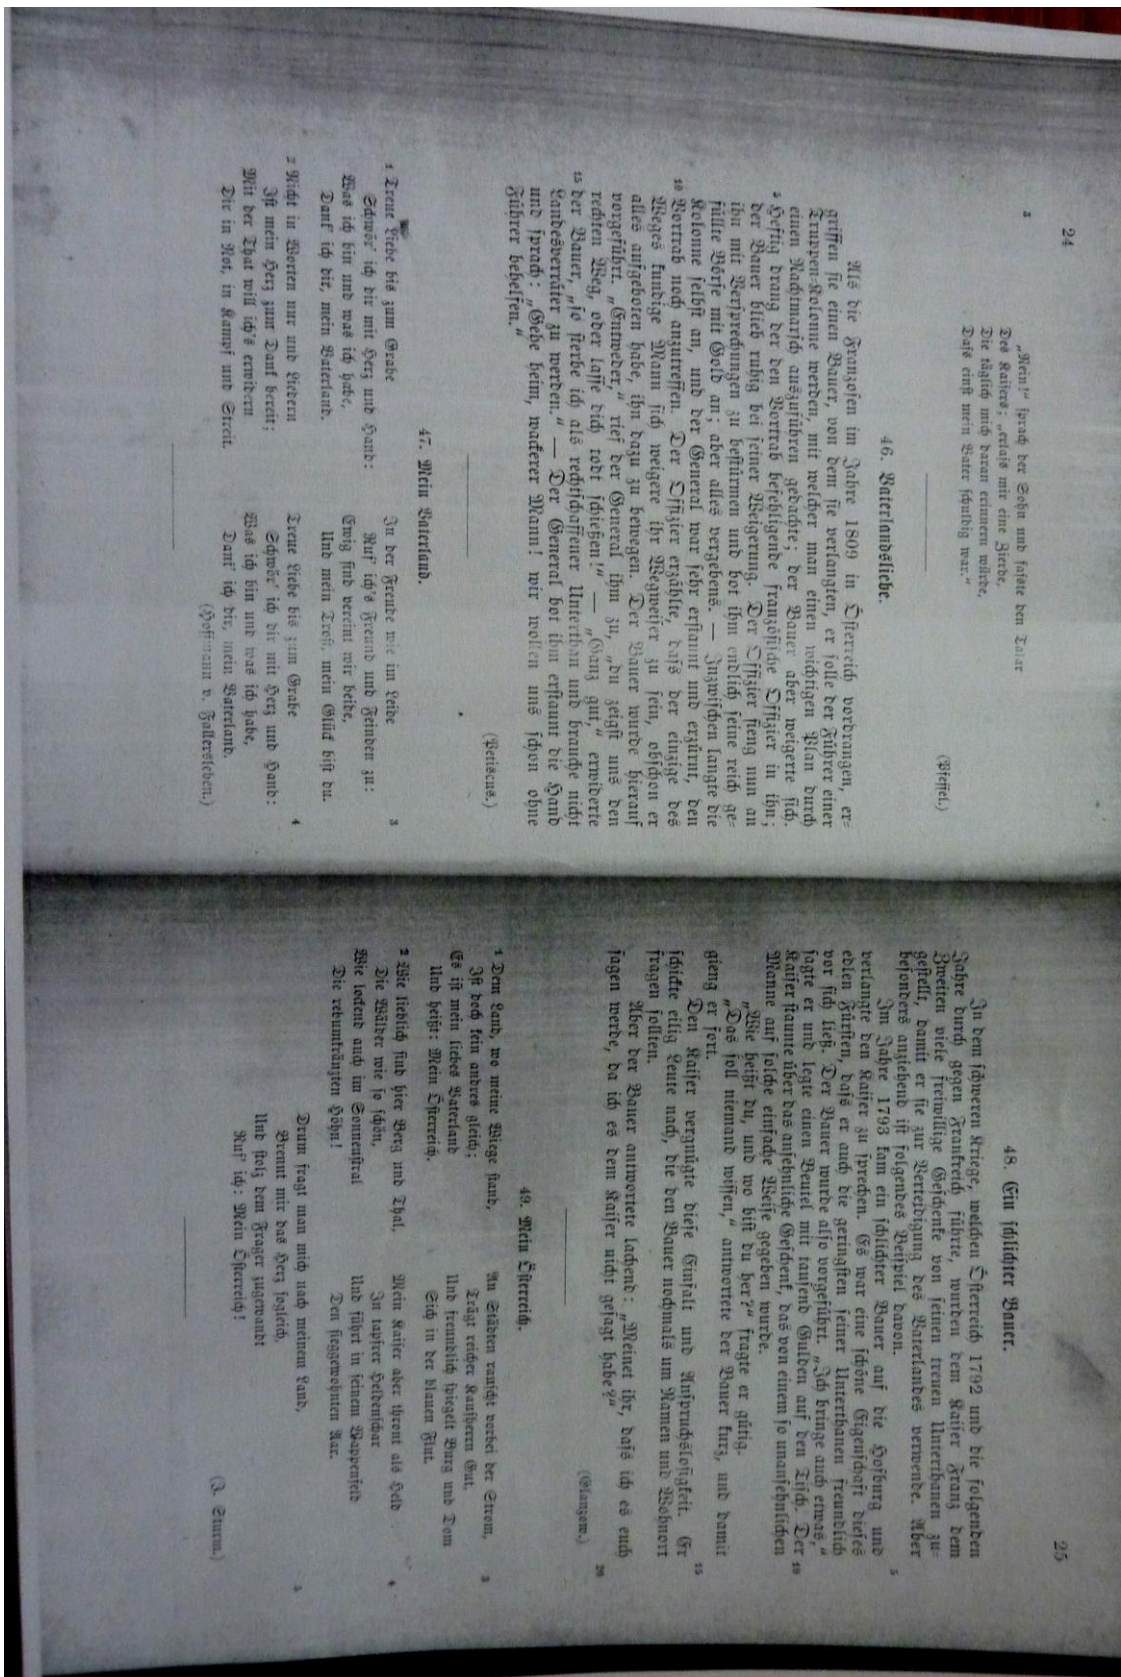 24
3 „Nein!“ sprach der Sohn und faſste den Talar
Des Kaiſers; „erlaſs mir eine Zierde,
Die täglich mich daran erinnern würde,
Daſs einſt mein Vater ſchuldig war.“
(Pfeffel.)
46. Vaterlandsliebe.
Als die Franzoſen im Jahre 1809 in Öſterreich vordrangen, er=
griffen ſie einen Bauer, von dem ſie verlangten, er ſolle der Führer einer
Truppen=Kolonne werden, mit welcher man einen wichtigen Plan durch
einen Nachtmarſch auszuführen gedachte; der Bauer aber weigerte ſich.
5 Heftig drang der den Vortrab befehligende franzöſiſche Offizier in ihn;
der Bauer blieb ruhig bei ſeiner Weigerung. Der Offizier fieng nun an
ihn mit Verſprechungen zu beſtürmen und bot ihm endlich ſeine reich ge=
füllte Börſe mit Gold an; aber alles vergebens. — Inzwiſchen langte die
Kolonne ſelbſt an, und der General war ſehr erſtaunt und erzürnt, den
10 Vortrab noch anzutreffen. Der Offizier erzählte, daſs der einzige des
Weges kundige Mann ſich weigere ihr Wegweiſer zu ſein, obſchon er
alles aufgeboten habe, ihn dazu zu bewegen. Der Bauer wurde hierauf
vorgeführt. „Entweder,“ rief der General ihm zu, „du zeigſt uns den
rechten Weg, oder laſſe dich todt ſchießen!“ — „Ganz gut,“ erwiderte
15 der Bauer, „ſo ſterbe ich als rechtſchaffener Unterthan und brauche nicht
Landesverräter zu werden.“ — Der General bot ihm erſtaunt die Hand
und ſprach: „Gehe heim, wackerer Mann! wir wollen uns ſchon ohne
Führer behelfen.“
(Petiscus.)
47. Mein Vaterland.
1 Treue Liebe bis zum Grabe
Schwör' ich dir mit Herz und Hand:
Was ich bin und was ich habe,
Dank' ich dir, mein Vaterland.
2 Nicht in Worten nur und Liedern
Iſt mein Herz zum Dank bereit;
Mit der That will ich's erwidern
Dir in Not, in Kampf und Streit.
In der Freude wie im Leide 3
Ruf' ich's Freund und Feinden zu:
Ewig ſind vereint wir beide,
Und mein Troſt, mein Glück biſt du.
Treue Liebe bis zum Grabe 4
Schwör' ich dir mit Herz und Hand:
Was ich bin und was ich habe,
Dank' ich dir, mein Vaterland.
(Hoffmann v. Fallersleben.)
25
48. Ein ſchlichter Bauer.
In dem ſchweren Kriege, welchen Öſterreich 1792 und die folgenden
Jahre durch gegen Frankreich führte, wurden dem Kaiſer Franz dem
Zweiten viele freiwillige Geſchenke von ſeinen treuen Unterthanen zu=
geſtellt, damit er ſie zur Verteidigung des Vaterlandes verwende. Aber
beſonders anziehend iſt folgendes Beiſpiel davon. 5
Im Jahre 1793 kam ein ſchlichter Bauer auf die Hofburg und
verlangte den Kaiſer zu ſprechen. Es war eine ſchöne Eigenſchaft dieſes
edlen Fürſten, daſs er auch die geringſten ſeiner Unterthanen freundlich
vor ſich ließ. Der Bauer wurde alſo vorgeführt. „Ich bringe auch etwas,“
ſagte er und legte einen Beutel mit tauſend Gulden auf den Tiſch. Der 10
Kaiſer ſtaunte über das anſehnliche Geſchenk, das von einem ſo unanſehnlichen
Manne auf ſolche einfache Weiſe gegeben wurde.
„Wie heißt du, und wo biſt du her?“ fragte er gütig.
„Das ſoll niemand wiſſen,“ antwortete der Bauer kurz, und damit
gieng er fort. 15
Den Kaiſer vergnügte dieſe Einfalt und Anſpruchsloſigkeit. Er
ſchickte eilig Leute nach, die den Bauer nochmals um Namen und Wohnort
fragen ſollten.
Aber der Bauer antwortete lachend: „Meinet ihr, daſs ich es euch
ſagen werde, da ich es dem Kaiſer nicht geſagt habe?“ 20
(Glanzow.)
49. Mein Öſterreich.
1 Dem Land, wo meine Wiege ſtand,
Iſt doch kein andres gleich;
Es iſt mein liebes Vaterland
Und heißt: Mein Öſterreich.
2 Wie lieblich ſind hier Berg und Thal,
Die Wälder wie ſo ſchön,
Wie lockend auch im Sonnenſtral
Die rebumkränzten Höhn!
An Städten rauſcht vorbei der Strom, 3
Trägt reicher Kaufherrn Gut,
Und freundlich ſpiegelt Burg und Dom
Sich in der blauen Flut.
Mein Kaiſer aber thront als Held 4
In tapfrer Heldenſchar
Und führt in ſeinem Wappenfeld
Den ſieggewohnten Aar.
Drum fragt man mich nach meinem Land, 5
Brennt mir das Herz ſogleich,
Und ſtolz dem Frager zugewandt
Ruf' ich: Mein Öſterreich!
(J. Sturm.)